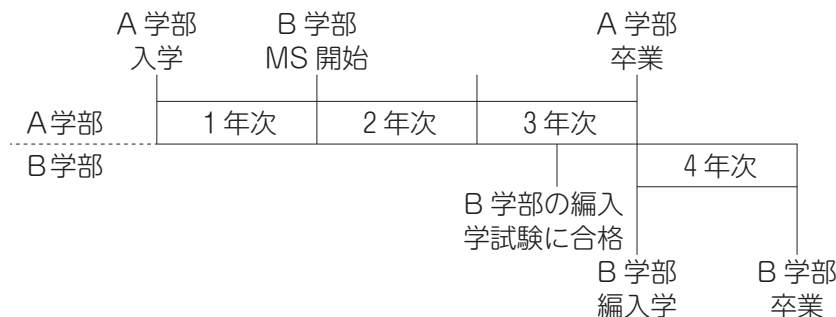 A 学部
入学
B 学部
MS 開始
A 学部
卒業
A学部
1 年次
2 年次
3 年次
B学部
4 年次
B 学部の編入
学試験に合格
B 学部
編入学
B 学部
卒業